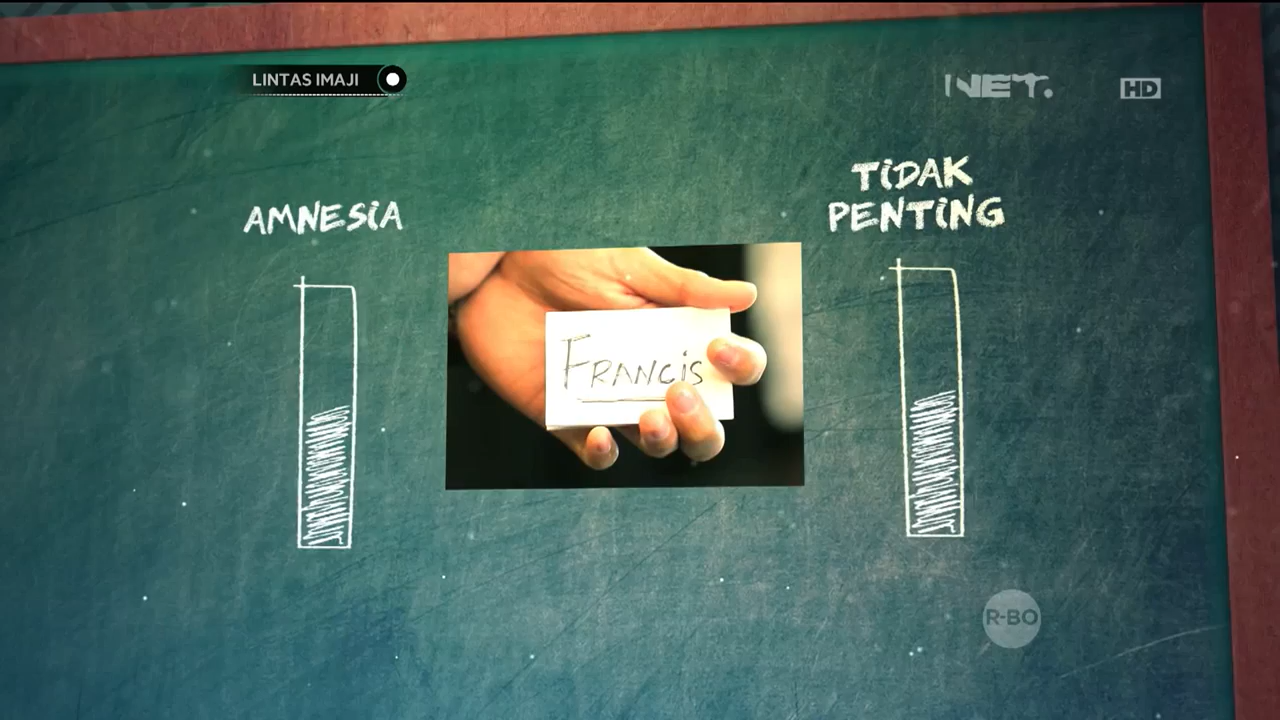 LINTAS IMAJI
NET.
HD
AMNESiA
TiDAK
PENTiNG
FRANCiS
R-BO